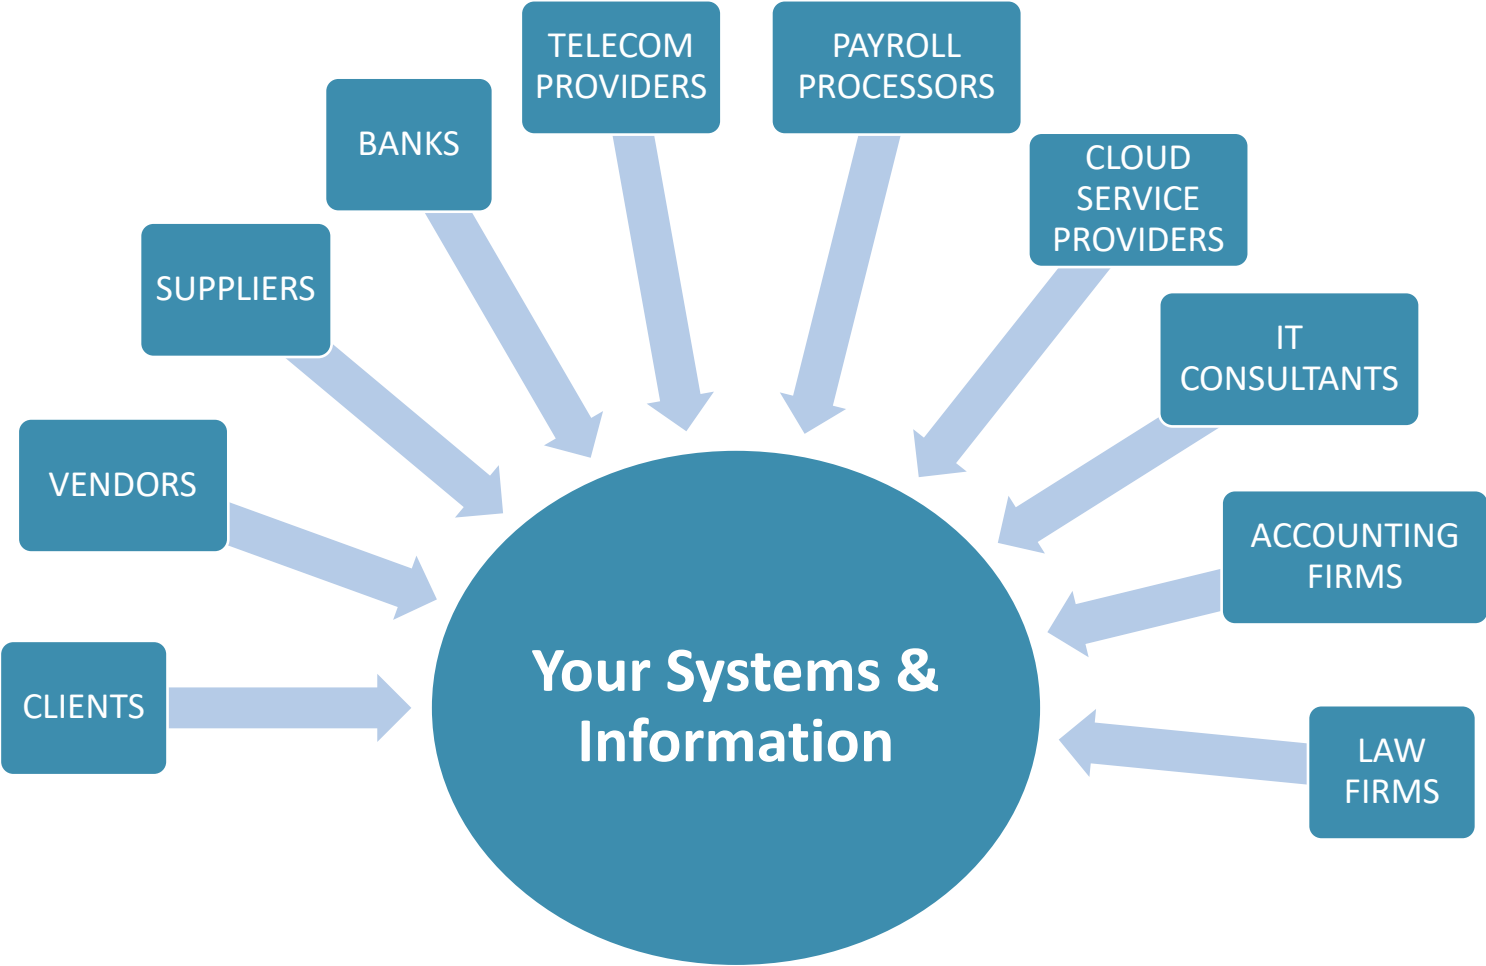 TELECOM
PROVIDERS
PAYROLL
PROCESSORS
BANKS
CLOUD
SERVICE
PROVIDERS
SUPPLIERS
IT
CONSULTANTS
VENDORS
ACCOUNTING
FIRMS
CLIENTS
LAW
FIRMS
Your Systems &
Information